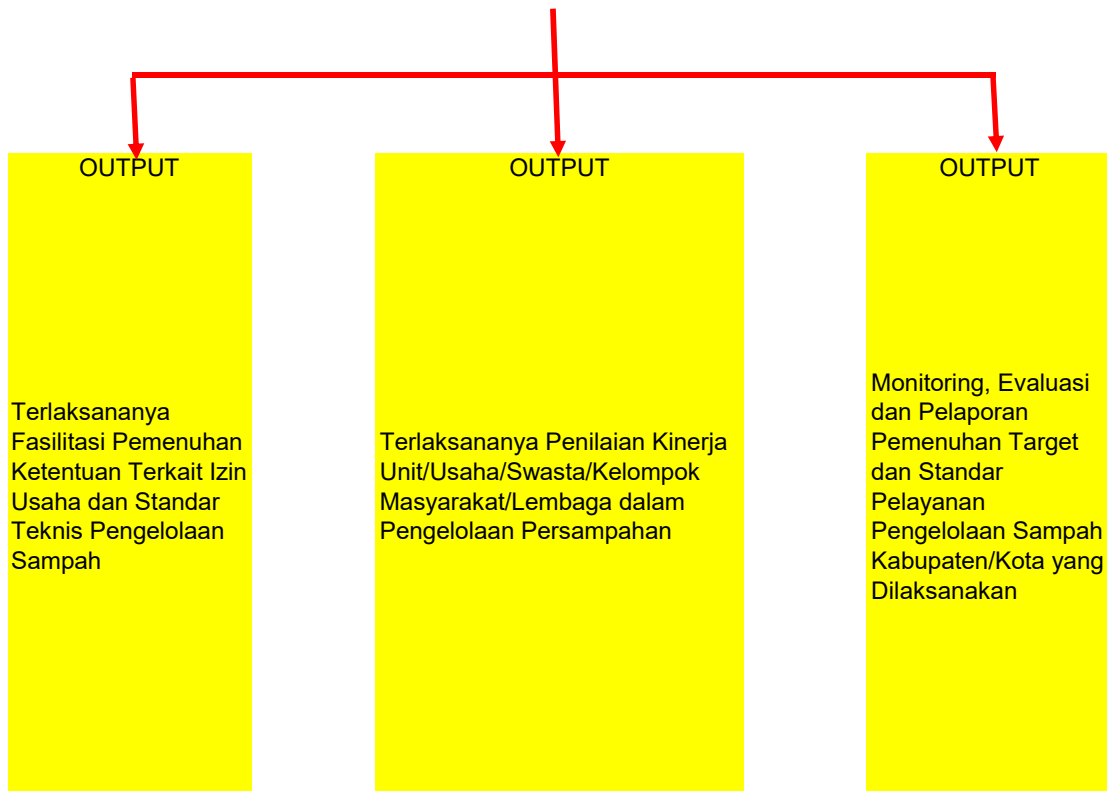 OUTPUT
Terlaksananya
Fasilitasi Pemenuhan
Ketentuan Terkait Izin
Usaha dan Standar
Teknis Pengelolaan
Sampah
OUTPUT
Terlaksananya Penilaian Kinerja
Unit/Usaha/Swasta/Kelompok
Masyarakat/Lembaga dalam
Pengelolaan Persampahan
OUTPUT
Monitoring, Evaluasi
dan Pelaporan
Pemenuhan Target
dan Standar
Pelayanan
Pengelolaan Sampah
Kabupaten/Kota yang
Dilaksanakan